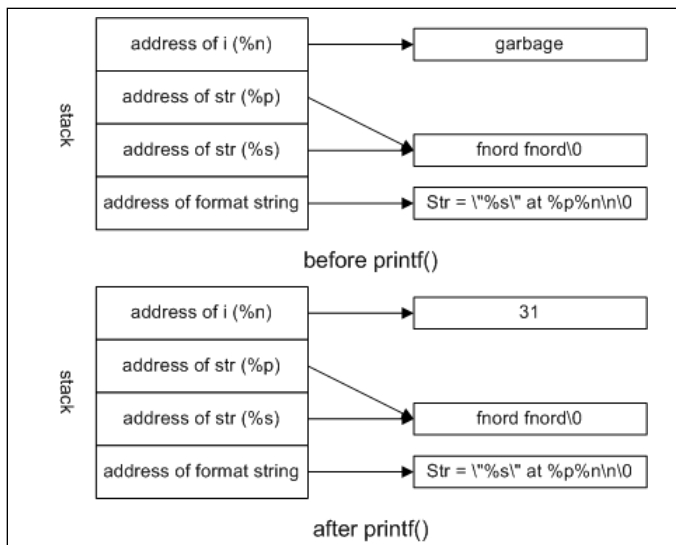 address of i (%n)
garbage
address of str (%p)
stack
address of str (%s)
fnord fnord\0
address of format string
Str = \"%s\" at %p%n\n\0
before printf()
address of i (%n)
31
address of str (%p)
stack
address of str (%s)
fnord fnord\0
address of format string
Str = \"%s\" at %p%n\n\0
after printf()